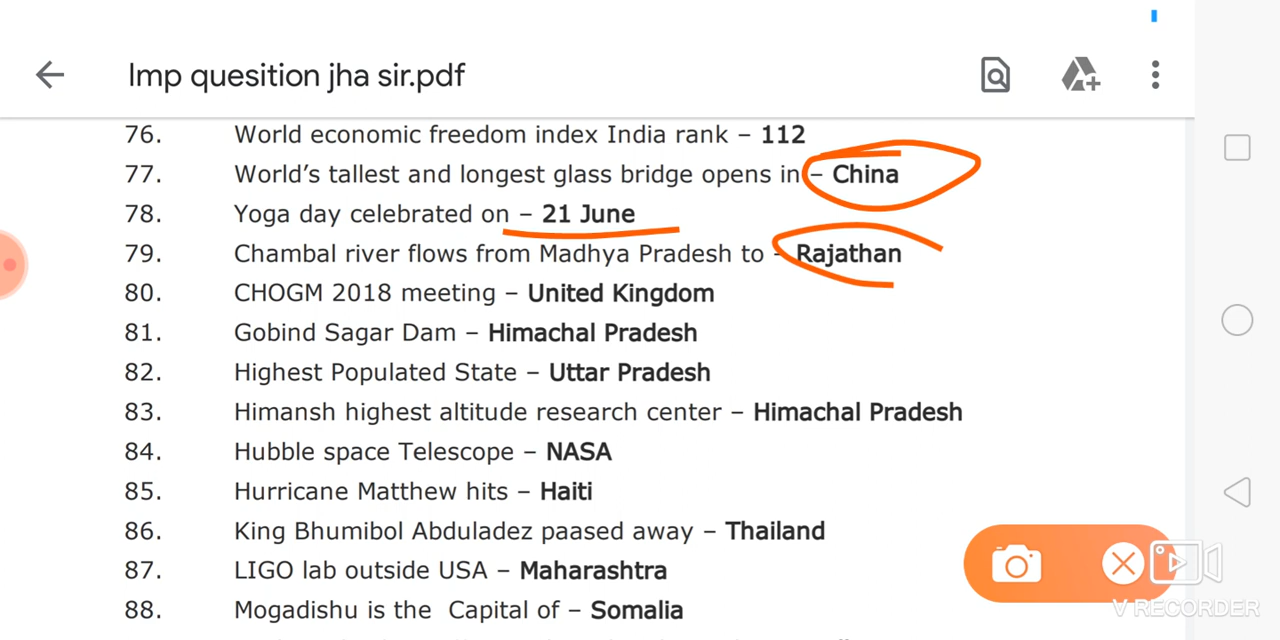 Imp quesition jha sir.pdf
76. World economic freedom index India rank – 112
77. World's tallest and longest glass bridge opens in – China
78. Yoga day celebrated on – 21 June
79. Chambal river flows from Madhya Pradesh to – Rajathan
80. CHOGM 2018 meeting – United Kingdom
81. Gobind Sagar Dam – Himachal Pradesh
82. Highest Populated State – Uttar Pradesh
83. Himansh highest altitude research center – Himachal Pradesh
84. Hubble space Telescope – NASA
85. Hurricane Matthew hits – Haiti
86. King Bhumibol Abduladez paased away – Thailand
87. LIGO lab outside USA – Maharashtra
88. Mogadishu is the Capital of – Somalia
V RECORDER